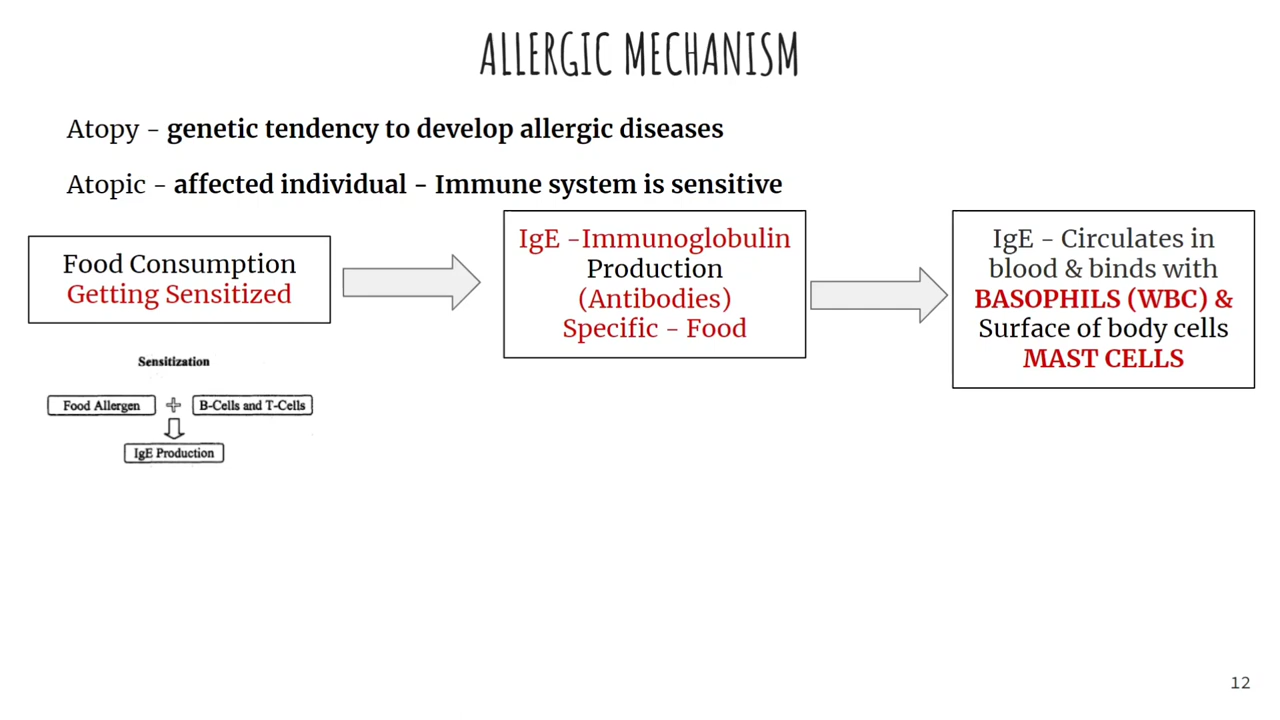 ALLERGIC MECHANISM
Atopy - genetic tendency to develop allergic diseases
Atopic - affected individual - Immune system is sensitive
Food Consumption
Getting Sensitized
IgE -Immunoglobulin
Production
(Antibodies)
Specific - Food
IgE - Circulates in
blood & binds with
BASOPHILS (WBC) &
Surface of body cells
MAST CELLS
Sensitization
Food Allergen
B-Cells and T-Cells
IgE Production
12